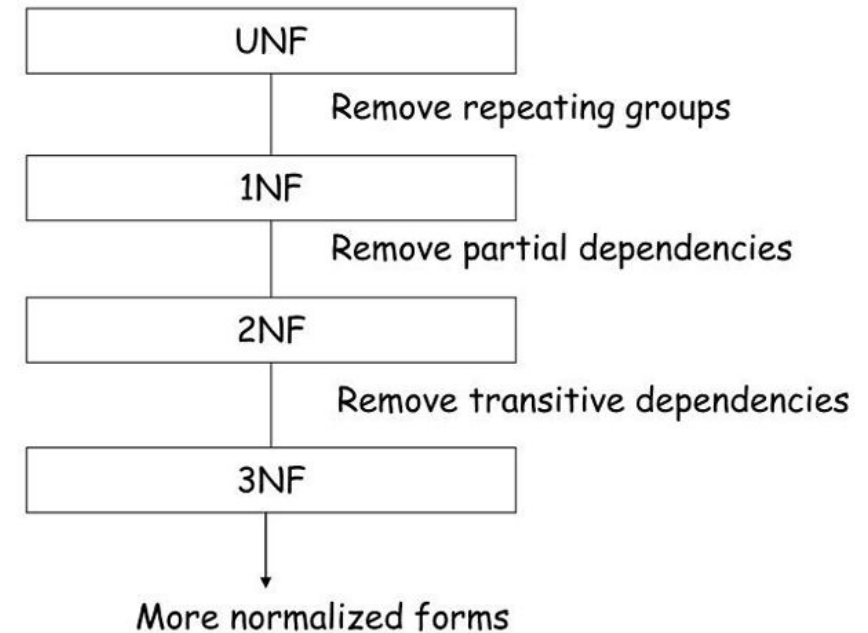 UNF
Remove repeating groups
1NF
Remove partial dependencies
2NF
Remove transitive dependencies
3NF
More normalized forms